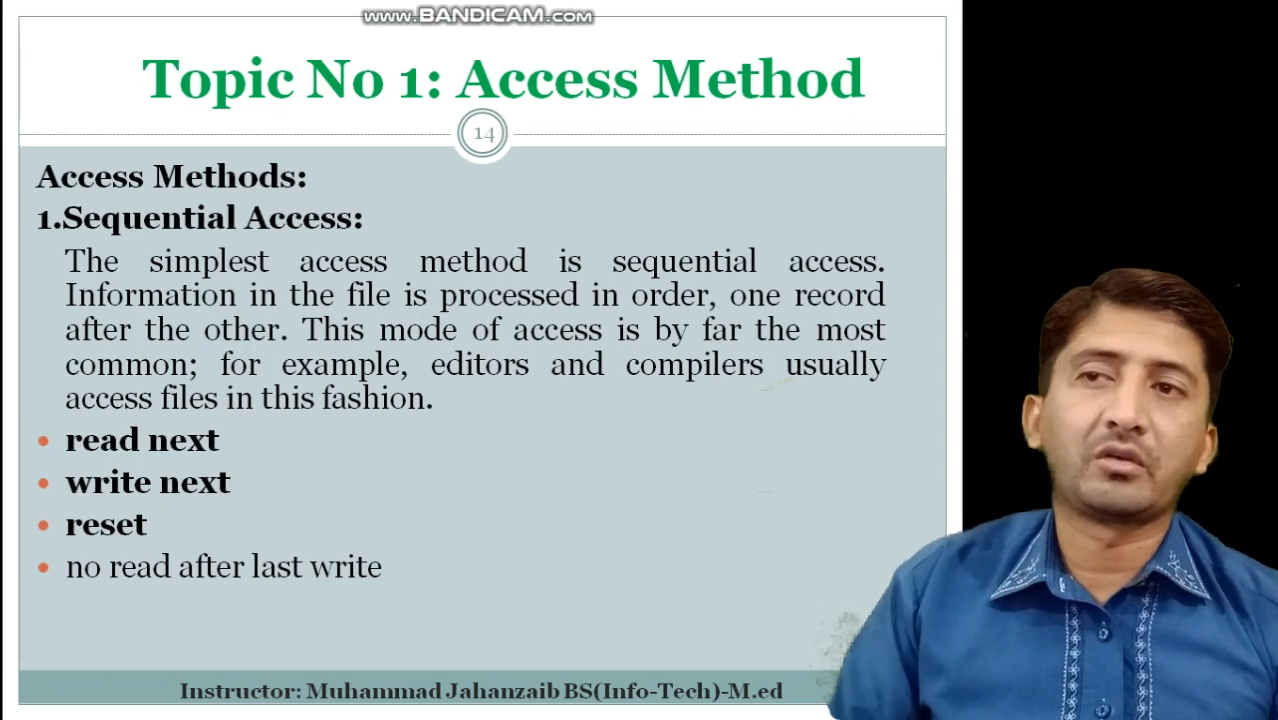 www.BANDICAM.com
Topic No 1: Access Method
14
Access Methods:
1.Sequential Access:
The simplest access method is sequential access.
Information in the file is processed in order, one record
after the other. This mode of access is by far the most
common; for example, editors and compilers usually
access files in this fashion.
• read next
• write next
• reset
• no read after last write
Instructor: Muhammad Jahanzaib BS(Info-Tech)-M.ed